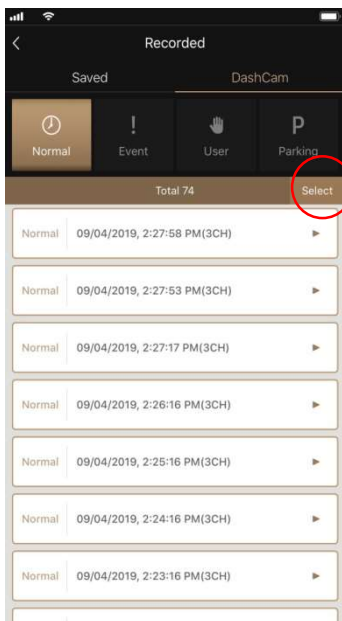 Recorded
Saved DashCam
! P
Normal Event User Parking
Total 74 Select
Normal 09/04/2019, 2:27:58 PM(3CH)
Normal 09/04/2019, 2:27:53 PM(3CH)
Normal 09/04/2019, 2:27:17 PM(3CH)
Normal 09/04/2019, 2:26:16 PM(3CH)
Normal 09/04/2019, 2:25:16 PM(3CH)
Normal 09/04/2019, 2:24:16 PM(3CH)
Normal 09/04/2019, 2:23:16 PM(3CH)